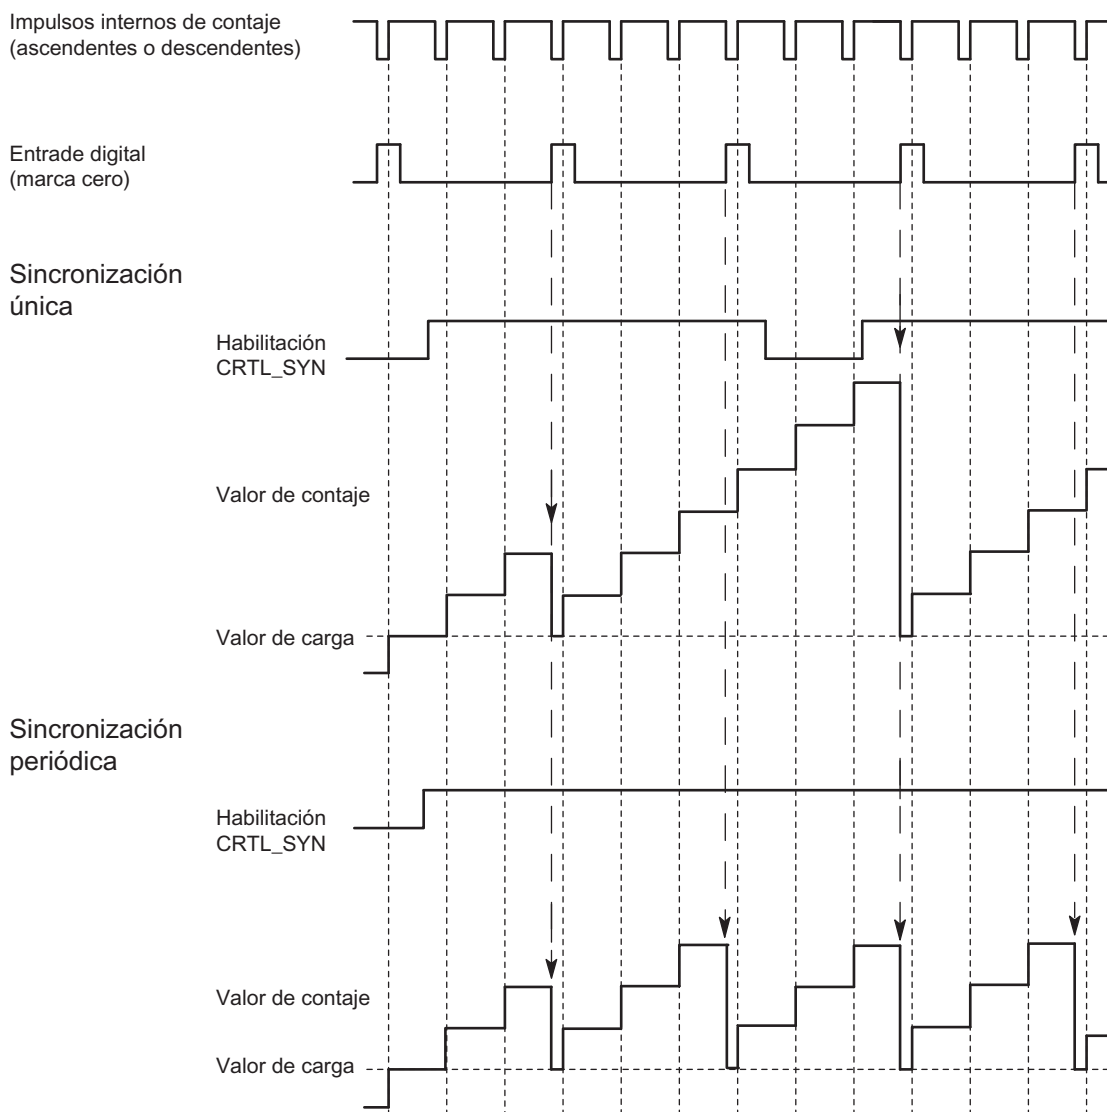 Impulsos internos de contaje
(ascendentes o descendentes)
Entrade digital
(marca cero)
Sincronización
única
Habilitación
CRTL_SYN
Valor de contaje
Valor de carga
Sincronización
periódica
Habilitación
CRTL_SYN
Valor de contaje
Valor de carga